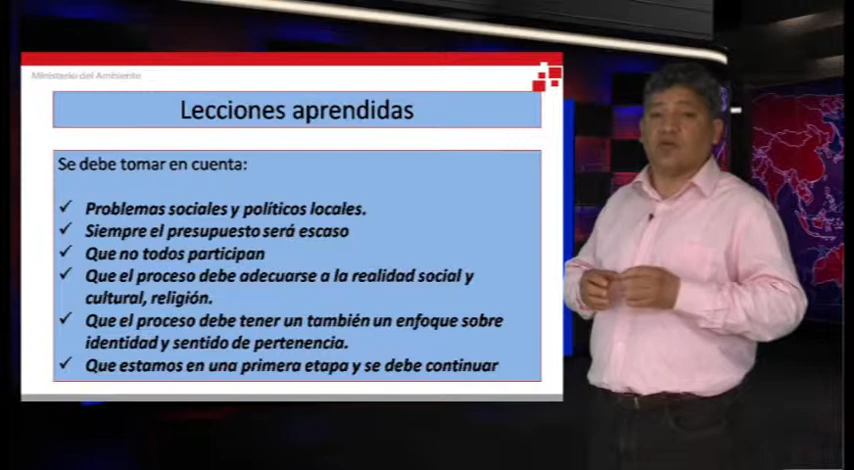 Ministerio del Ambiente
Lecciones aprendidas
Se debe tomar en cuenta:
✓ Problemas sociales y políticos locales.
✓ Siempre el presupuesto será escaso
✓ Que no todos participan
✓ Que el proceso debe adecuarse a la realidad social y
cultural, religión.
✓ Que el proceso debe tener un también un enfoque sobre
identidad y sentido de pertenencia.
✓ Que estamos en una primera etapa y se debe continuar